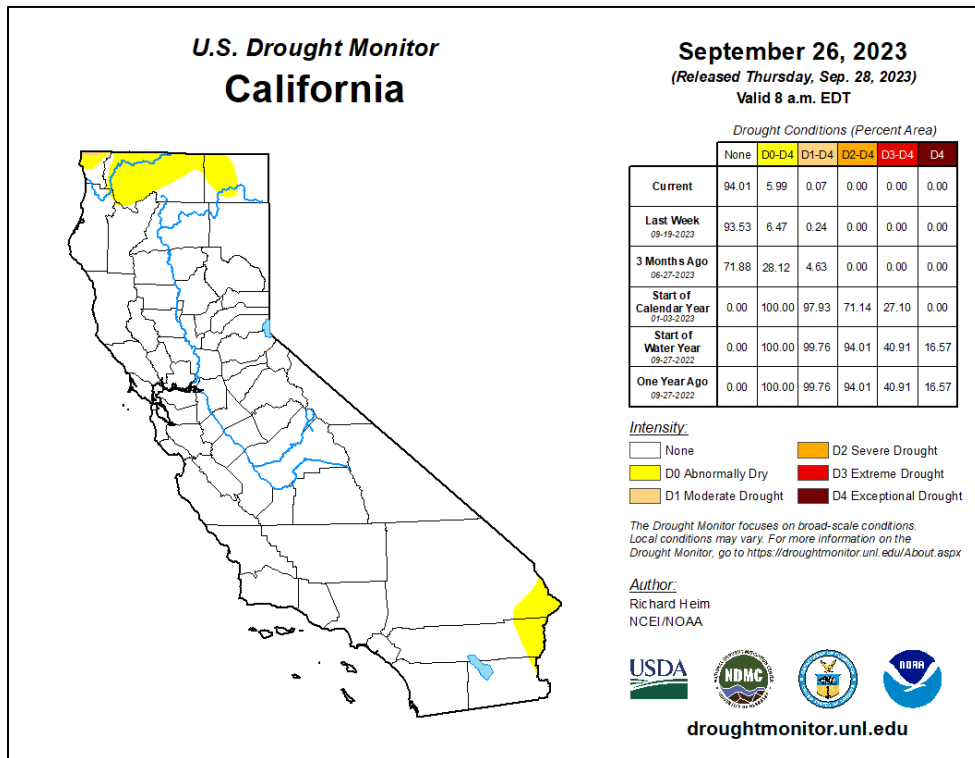 U.S. Drought Monitor
California
September 26, 2023
(Released Thursday, Sep. 28, 2023)
Valid 8 a.m. EDT
Drought Conditions (Percent Area)
None D0-D4 D1-D4 D2-D4 D3-D4 D4
Current 94.01 5.99 0.07 0.00 0.00 0.00
Last Week
09-19-2023 93.53 6.47 0.24 0.00 0.00 0.00
3 Months Ago
06-27-2023 71.88 28.12 4.63 0.00 0.00 0.00
Start of
Calendar Year
01-03-2023 0.00 100.00 97.93 71.14 27.10 0.00
Start of
Water Year
09-27-2022 0.00 100.00 99.76 94.01 40.91 16.57
One Year Ago
09-27-2022 0.00 100.00 99.76 94.01 40.91 16.57
Intensity:
None
D0 Abnormally Dry
D1 Moderate Drought
D2 Severe Drought
D3 Extreme Drought
D4 Exceptional Drought
The Drought Monitor focuses on broad-scale conditions.
Local conditions may vary. For more information on the
Drought Monitor, go to https://droughtmonitor.unl.edu/About.aspx
Author:
Richard Heim
NCEI/NOAA
USDA
NDMC
NOAA
droughtmonitor.unl.edu